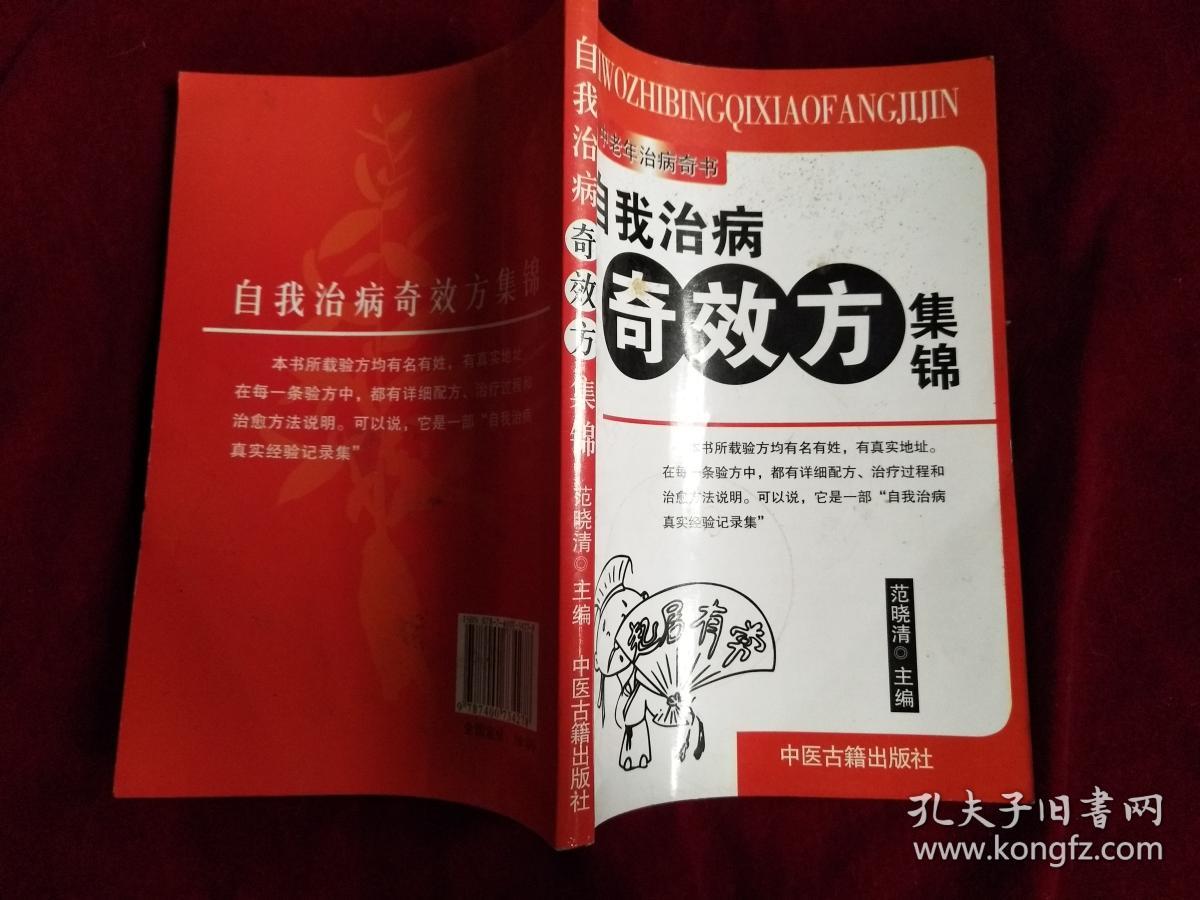 自我治病奇效方集锦
本书所载验方均有名有姓,有真实地址。
在每一条验方中,都有详细配方、治疗过程和
治愈方法说明。可以说,它是一部“自我治病
真实经验记录集”
自我治病奇效方集锦
范晓清◎主编
中医古籍出版社
IWOZHIBINGQIXIAOFANGJIJIN
中老年治病奇书
自我治病
奇效方
集锦
本书所载验方均有名有姓,有真实地址。
在每一条验方中,都有详细配方、治疗过程和
治愈方法说明。可以说,它是一部“自我治病
真实经验记录集”
范晓清◎主编
中医古籍出版社
孔夫子旧書网
www.kongfz.com